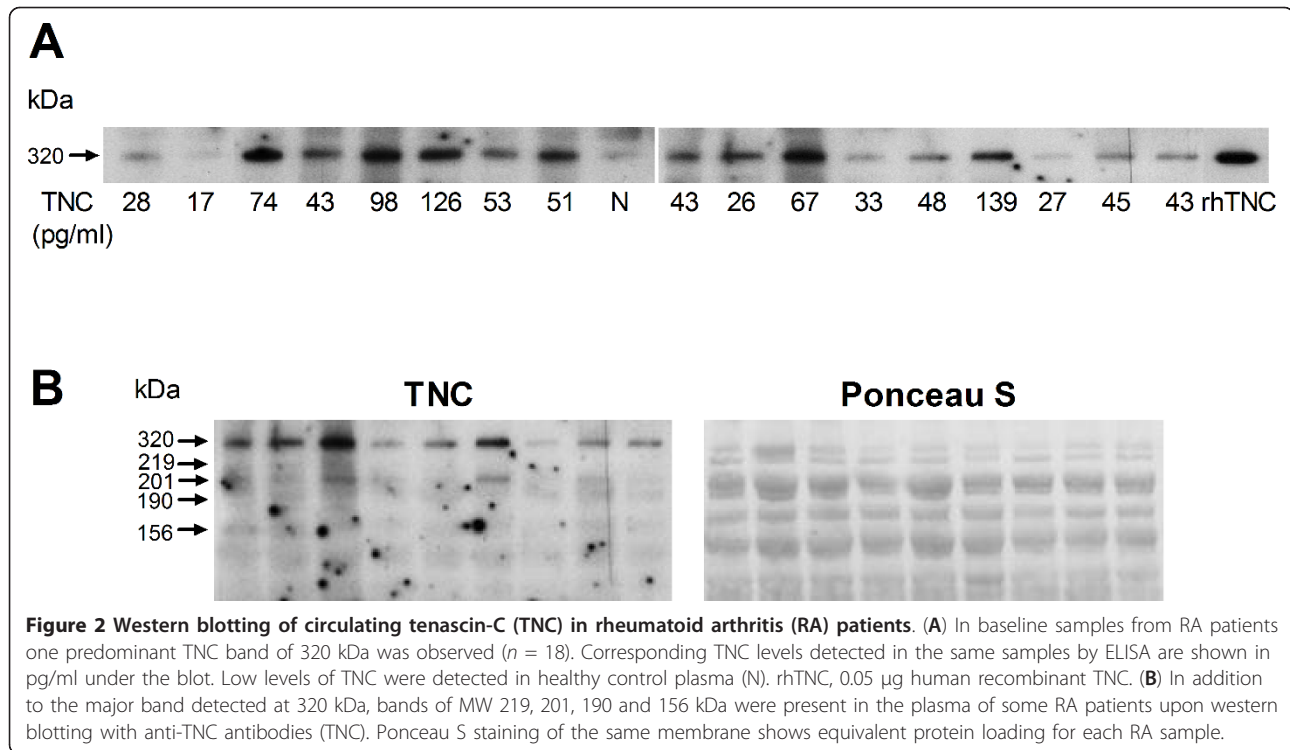 A
kDa
320
TNC 28 17 74 43 98 126 53 51 N 43 26 67 33 48 139 27 45 43 rhTNC
(pg/ml)
B kDa TNC Ponceau S
320
219
201
190
156
Figure 2 Western blotting of circulating tenascin-C (TNC) in rheumatoid arthritis (RA) patients. (A) In baseline samples from RA patients
one predominant TNC band of 320 kDa was observed (n = 18). Corresponding TNC levels detected in the same samples by ELISA are shown in
pg/ml under the blot. Low levels of TNC were detected in healthy control plasma (N). rhTNC, 0.05 μg human recombinant TNC. (B) In addition
to the major band detected at 320 kDa, bands of MW 219, 201, 190 and 156 kDa were present in the plasma of some RA patients upon western
blotting with anti-TNC antibodies (TNC). Ponceau S staining of the same membrane shows equivalent protein loading for each RA sample.